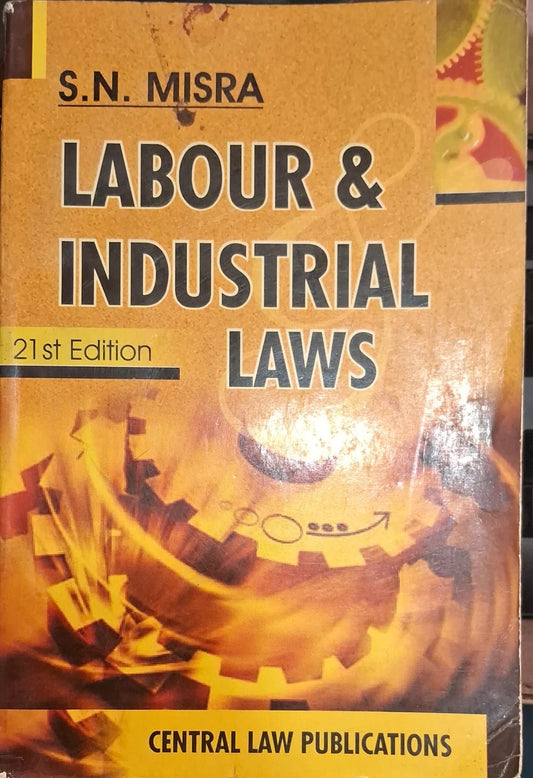 S.N. MISRA
LABOUR &
INDUSTRIAL
LAWS
21st Edition
CENTRAL LAW PUBLICATIONS